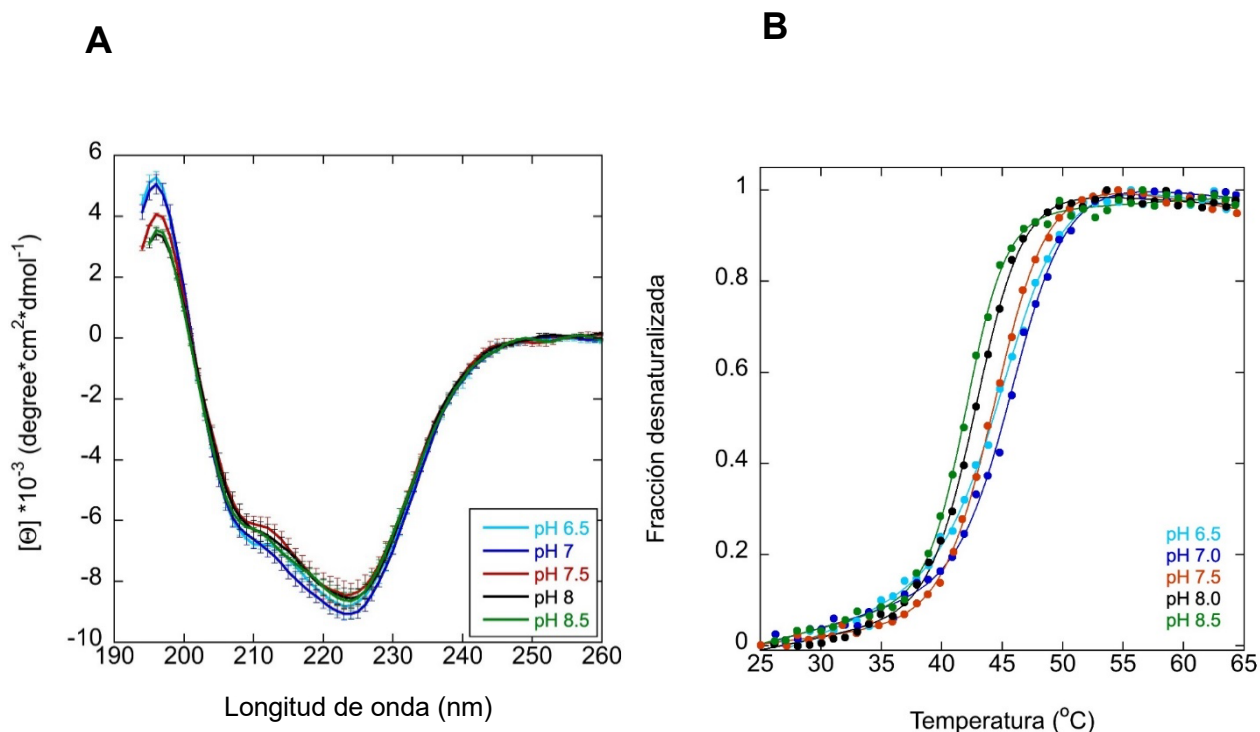 A
B
[Θ] *10⁻³ (degree*cm²*dmol⁻¹)
6
4
2
0
-2
-4
-6
-8
-10
190 200 210 220 230 240 250 260
Longitud de onda (nm)
pH 6.5
pH 7
pH 7.5
pH 8
pH 8.5
Fracción desnaturalizada
1
0.8
0.6
0.4
0.2
0
25 30 35 40 45 50 55 60 65
Temperatura (°C)
pH 6.5
pH 7.0
pH 7.5
pH 8.0
pH 8.5